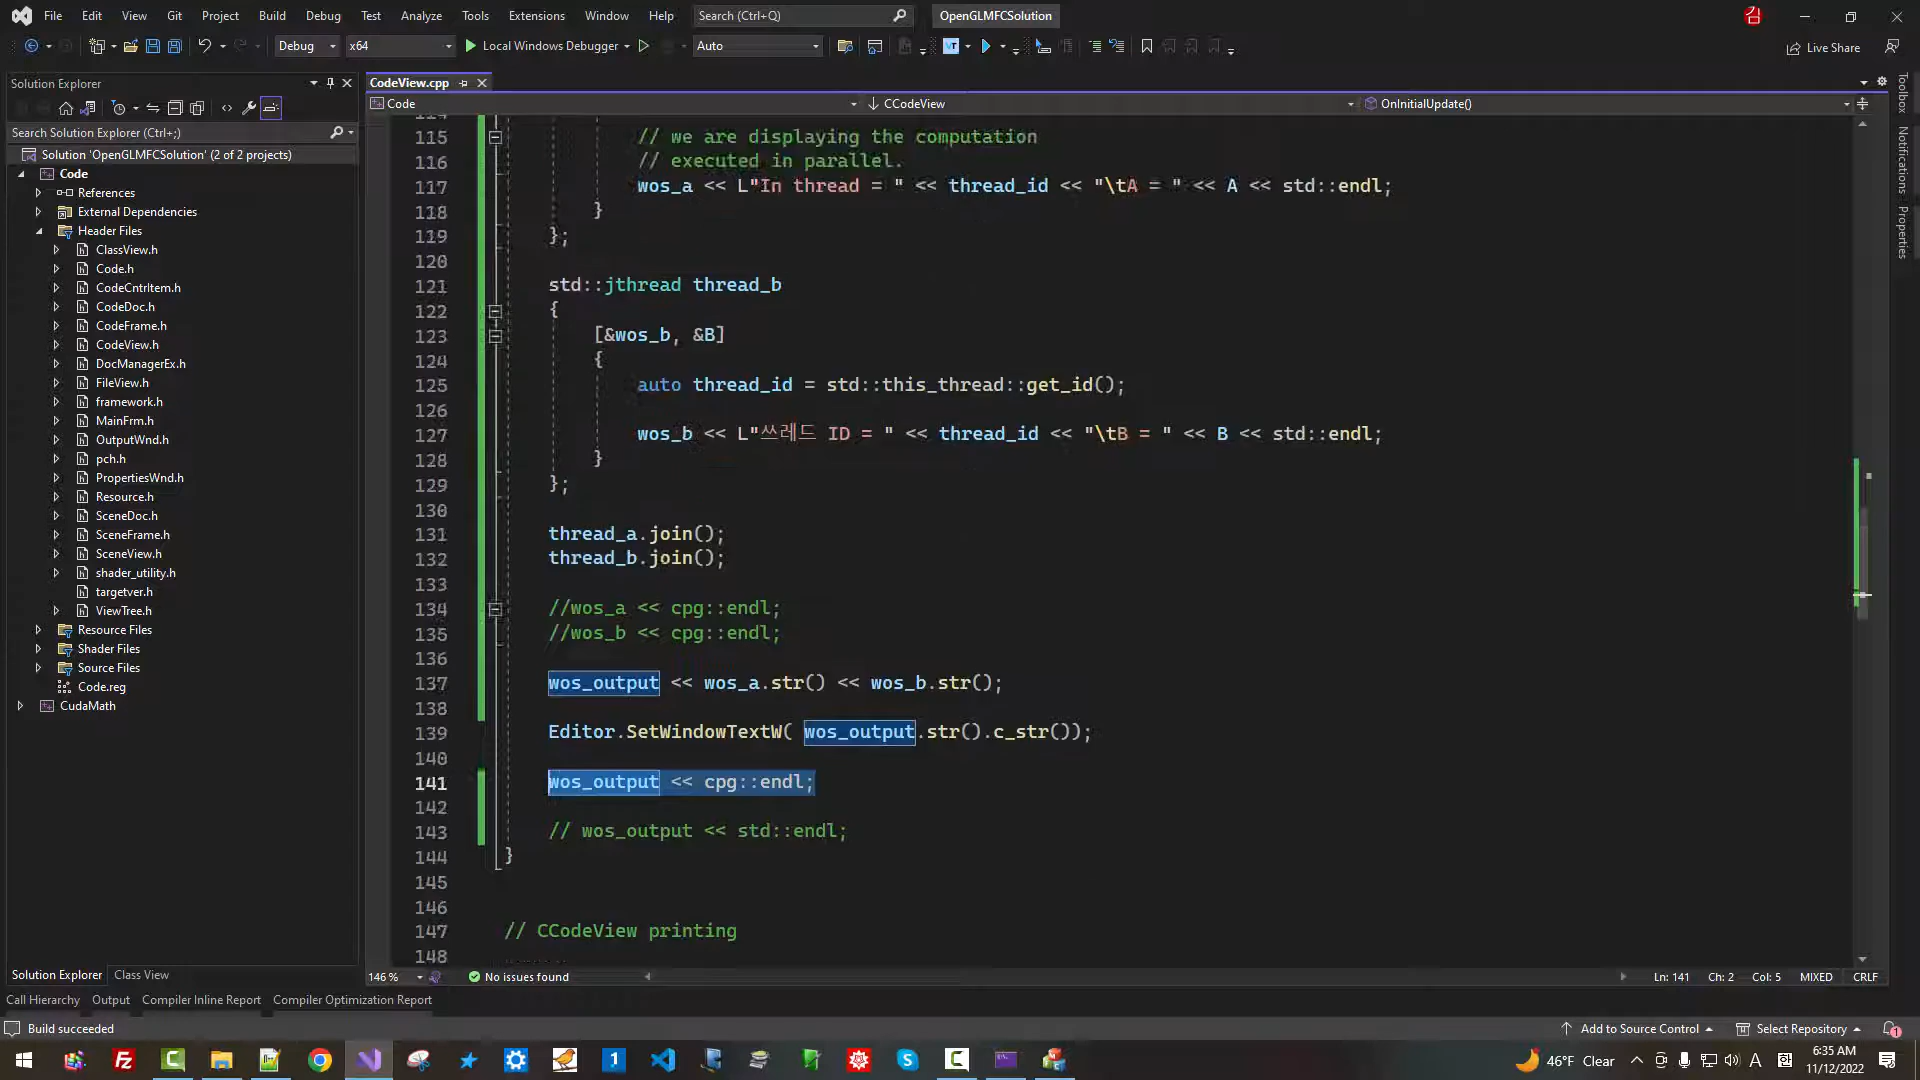 File Edit View Git Project Build Debug Test Analyze Tools Extensions Window Help Search (Ctrl+Q) OpenGLMFCSolution
Debug x64 Local Windows Debugger Auto Live Share
Solution Explorer
CodeView.cpp
Code CCodeView OnInitialUpdate()
Search Solution Explorer (Ctrl+;)
Solution 'OpenGLMFCSolution' (2 of 2 projects)
Code
References
External Dependencies
Header Files
ClassView.h
Code.h
CodeCntrItem.h
CodeDoc.h
CodeFrame.h
CodeView.h
DocManagerEx.h
FileView.h
framework.h
MainFrm.h
OutputWnd.h
pch.h
PropertiesWnd.h
Resource.h
SceneDoc.h
SceneFrame.h
SceneView.h
shader_utility.h
targetver.h
ViewTree.h
Resource Files
Shader Files
Source Files
Code.reg
CudaMath
115 // we are displaying the computation
116 // executed in parallel.
117 wos_a << L"In thread = " << thread_id << "\tA = " << A << std::endl;
118 }
119 };
120
121 std::jthread thread_b
122 {
123 [&wos_b, &B]
124 {
125 auto thread_id = std::this_thread::get_id();
126
127 wos_b << L"쓰레드 ID = " << thread_id << "\tB = " << B << std::endl;
128 }
129 };
130
131 thread_a.join();
132 thread_b.join();
133
134 //wos_a << cpg::endl;
135 //wos_b << cpg::endl;
136
137 wos_output << wos_a.str() << wos_b.str();
138
139 Editor.SetWindowTextW( wos_output.str().c_str());
140
141 wos_output << cpg::endl;
142
143 // wos_output << std::endl;
144 }
145
146
147 // CCodeView printing
148
Toolbox
Notifications
Properties
Solution Explorer Class View
146 % No issues found Ln: 141 Ch: 2 Col: 5 MIXED CRLF
Call Hierarchy Output Compiler Inline Report Compiler Optimization Report
Build succeeded Add to Source Control Select Repository 1
46°F Clear A 6:35 AM
11/12/2022